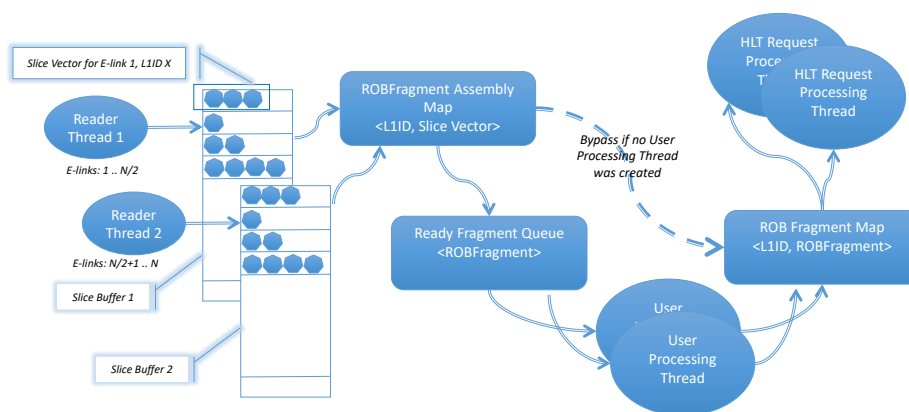 Slice Vector for E-link 1, L1ID X
Reader
Thread 1
E-links: 1 .. N/2
Reader
Thread 2
E-links: N/2+1 .. N
Slice Buffer 1
Slice Buffer 2
ROBFragment Assembly
Map
<L1ID, Slice Vector>
Bypass if no User
Processing Thread
was created
Ready Fragment Queue
<ROBFragment>
User
User
Processing
Thread
HLT Request
HLT Request
Processing
Thread
ROB Fragment Map
<L1ID, ROBFragment>